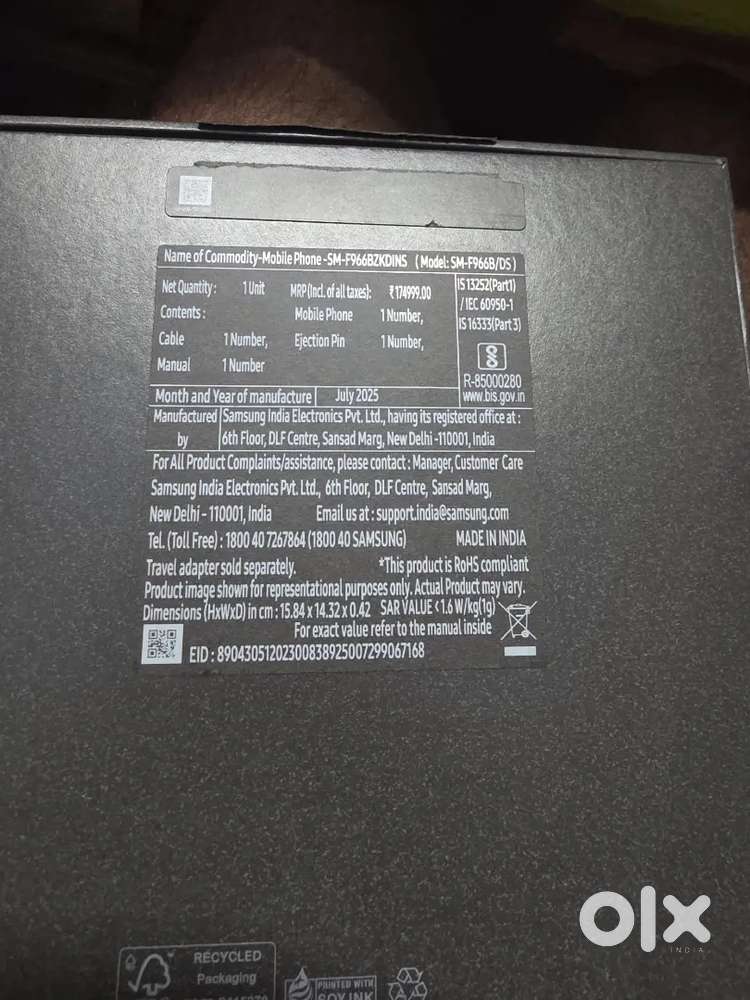 Name of Commodity-Mobile Phone -SM-F966BZKDINS ( Model: SM-F966B/DS )
Net Quantity : 1 Unit MRP(Incl. of all taxes): ₹174999.00
Contents : Mobile Phone 1 Number,
Cable 1 Number, Ejection Pin 1 Number,
Manual 1 Number
IS 13252(Part1)
/ IEC 60950-1
IS 16333(Part 3)
R-85000280
www.bis.gov.in
Month and Year of manufacture July 2025
Manufactured by Samsung India Electronics Pvt. Ltd., having its registered office at :
6th Floor, DLF Centre, Sansad Marg, New Delhi -110001, India
For All Product Complaints/assistance, please contact : Manager, Customer Care
Samsung India Electronics Pvt. Ltd., 6th Floor, DLF Centre, Sansad Marg,
New Delhi - 110001, India Email us at : support.india@samsung.com
Tel. (Toll Free) : 1800 40 7267864 (1800 40 SAMSUNG) MADE IN INDIA
Travel adapter sold separately. *This product is RoHS compliant
Product image shown for representational purposes only. Actual Product may vary.
Dimensions (HxWxD) in cm : 15.84 x 14.32 x 0.42 SAR VALUE <1.6 W/kg(1g)
For exact value refer to the manual inside
EID : 89043051202300838925007299067168
RECYCLED
Packaging
PRINTED WITH
SOY INK
olx
INDIA